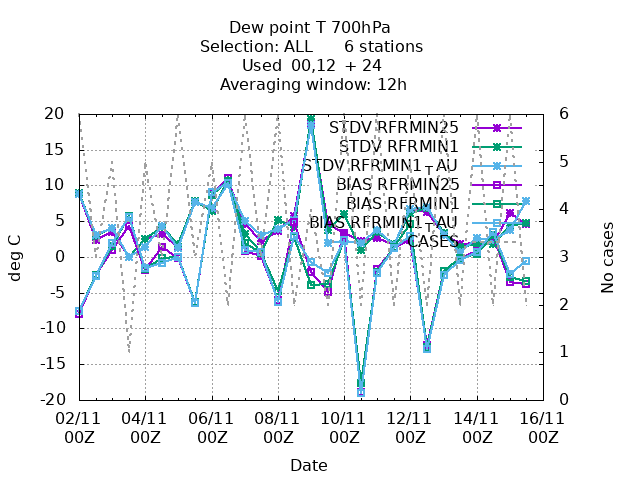 Dew point T 700hPa
Selection: ALL 6 stations
Used 00,12 + 24
Averaging window: 12h
20
15
10
5
0
-5
-10
-15
-20
deg C
6
5
4
3
2
1
0
No cases
STDV RFRMIN25
STDV RFRMIN1
STDV RFRMIN1_TAU
BIAS RFRMIN25
BIAS RFRMIN1
BIAS RFRMIN1_TAU
CASES
02/11 04/11 06/11 08/11 10/11 12/11 14/11 16/11
00Z 00Z 00Z 00Z 00Z 00Z 00Z 00Z
Date